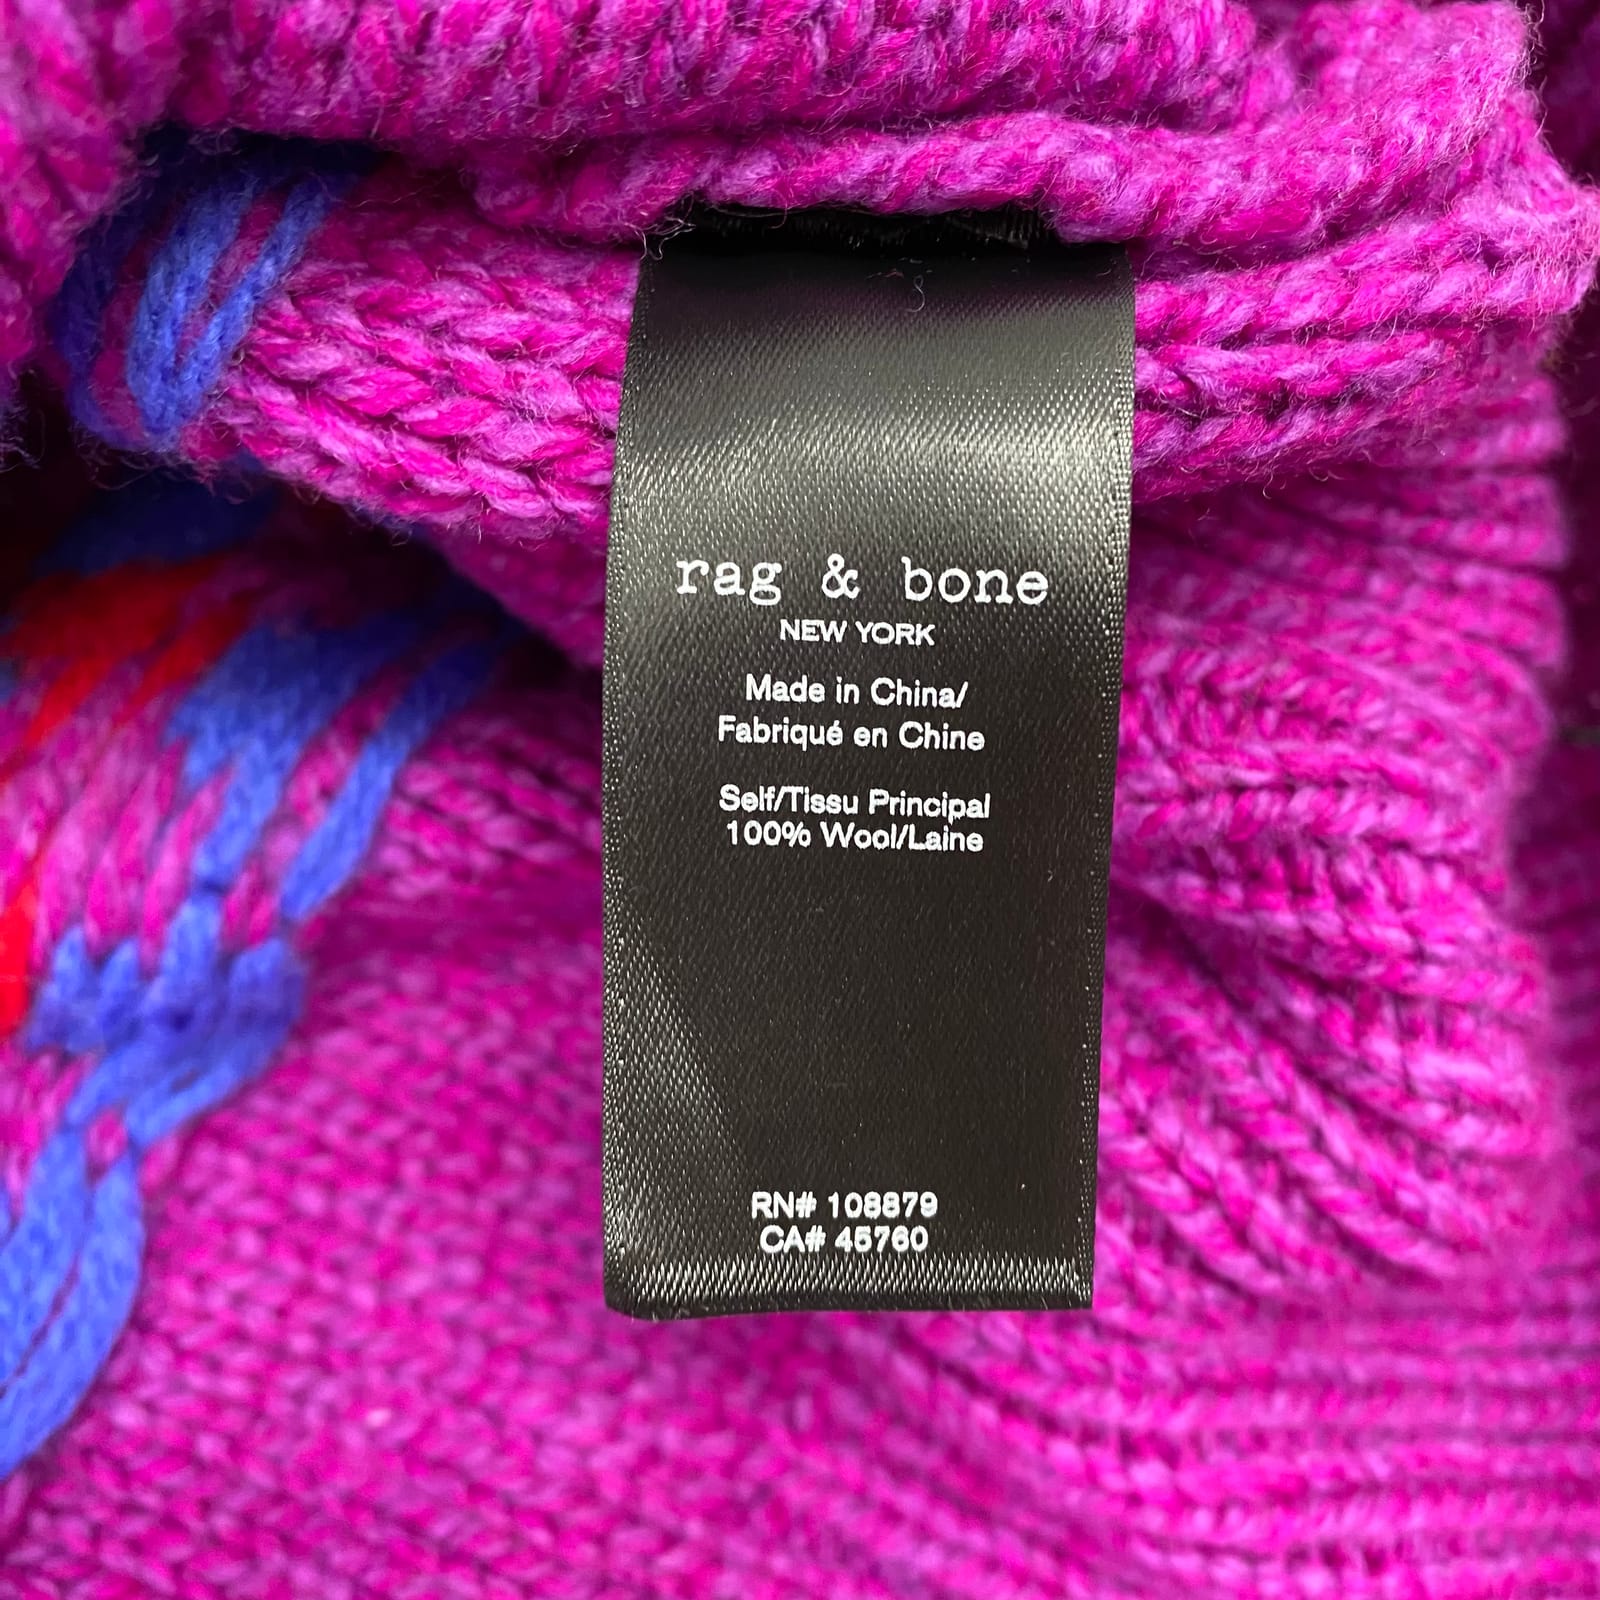 rag & bone
NEW YORK
Made in China/
Fabriqué en Chine
Self/Tissu Principal
100% Wool/Laine
RN# 108879
CA# 45760